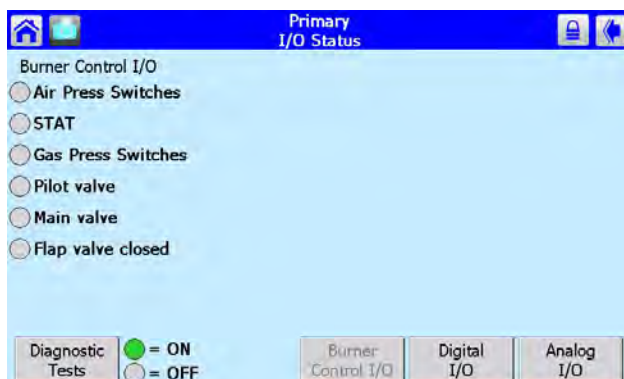 Primary
I/O Status
Burner Control I/O
Air Press Switches
STAT
Gas Press Switches
Pilot valve
Main valve
Flap valve closed
Diagnostic
Tests
= ON
= OFF
Burner
Control I/O
Digital
I/O
Analog
I/O